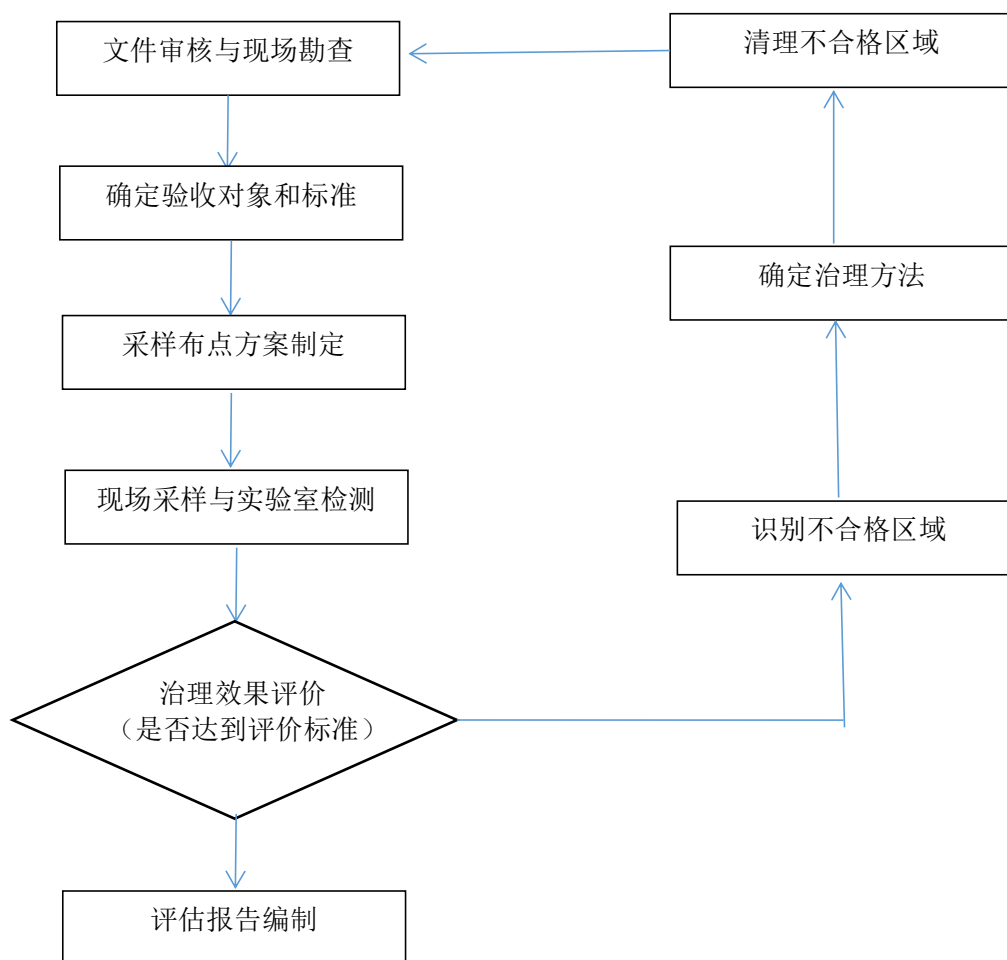 文件审核与现场勘查
清理不合格区域
确定验收对象和标准
确定治理方法
采样布点方案制定
现场采样与实验室检测
识别不合格区域
治理效果评价
（是否达到评价标准）
评估报告编制